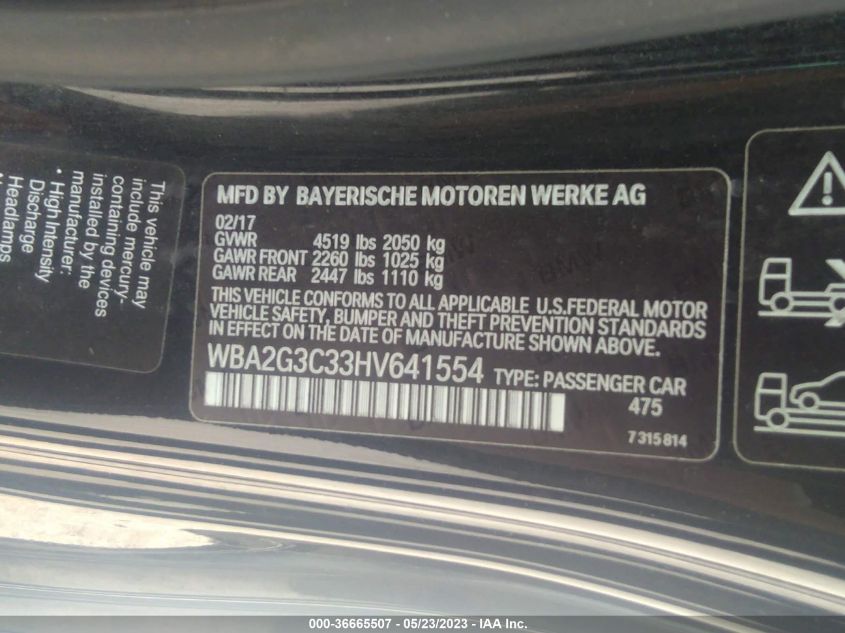 This vehicle may
include mercury-
containing devices
installed by the
manufacturer:
• High Intensity
Discharge
Headlamps
MFD BY BAYERISCHE MOTOREN WERKE AG
02/17
GVWR 4519 lbs 2050 kg
GAWR FRONT 2260 lbs 1025 kg
GAWR REAR 2447 lbs 1110 kg
THIS VEHICLE CONFORMS TO ALL APPLICABLE U.S.FEDERAL MOTOR
VEHICLE SAFETY, BUMPER AND THEFT PREVENTION STANDARDS
IN EFFECT ON THE DATE OF MANUFACTURE SHOWN ABOVE.
WBA2G3C33HV641554 TYPE: PASSENGER CAR
475
7315814
000-36665507 - 05/23/2023 - IAA Inc.